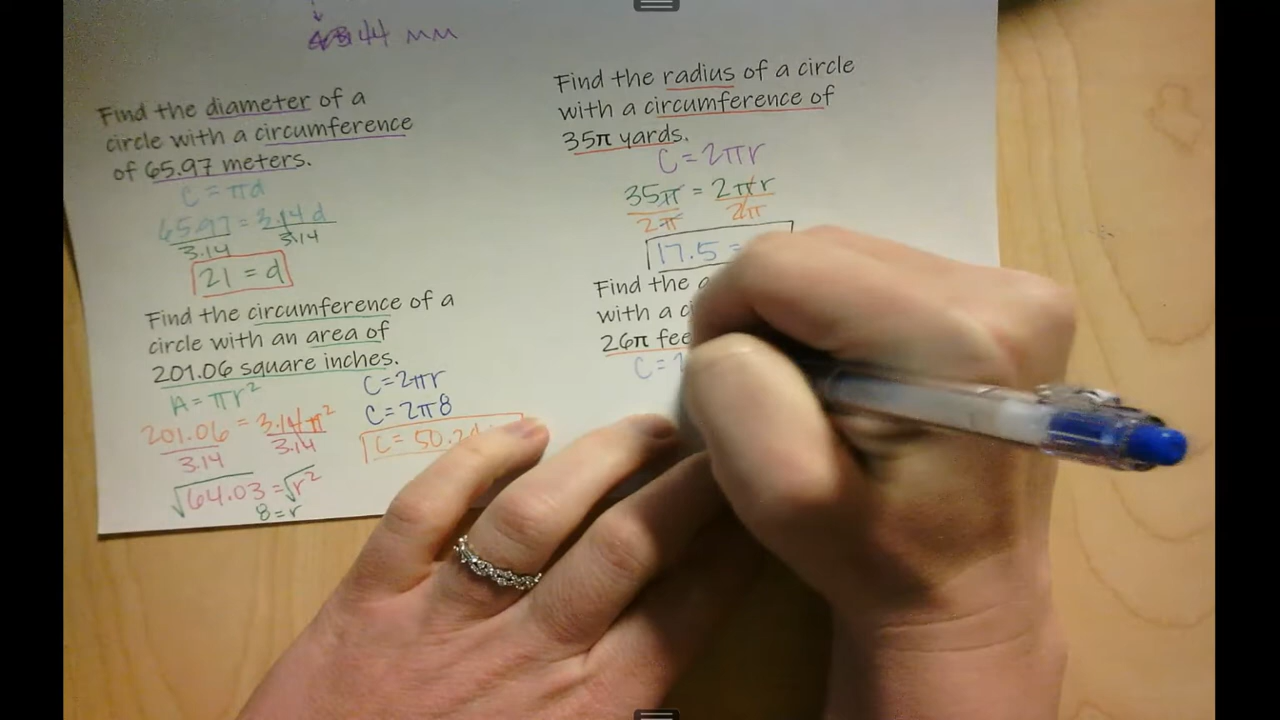 44 mm
Find the diameter of a
circle with a circumference
of 65.97 meters.
C = πd
65.97 = 3.14 d
3.14 3.14
21 = d
Find the circumference of a
circle with an area of
201.06 square inches.
A = πr²
201.06 = 3.14 r²
3.14 3.14
√64.03 = √r²
8 = r
C = 2πr
C = 2π8
C = 50.24
Find the radius of a circle
with a circumference of
35π yards.
C = 2πr
35π = 2πr
2π 2π
17.5 =
Find the
with a
26π
C =